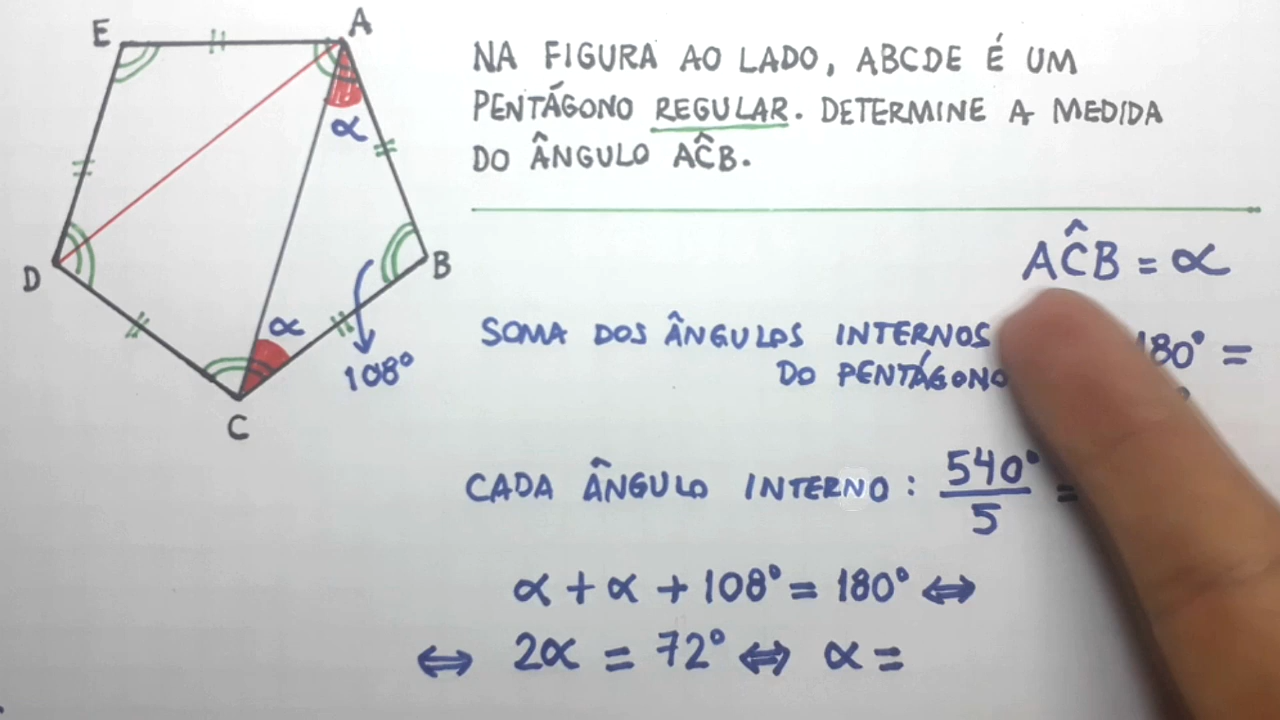 E
A
α
B
D
α
108°
C
NA FIGURA AO LADO, ABCDE É UM
PENTÁGONO REGULAR. DETERMINE A MEDIDA
DO ÂNGULO AĈB.
AĈB = α
SOMA DOS ÂNGULOS INTERNOS 180° =
DO PENTÁGONO
CADA ÂNGULO INTERNO: 540°/5 =
α + α + 108° = 180° ⇔
⇔ 2α = 72° ⇔ α =